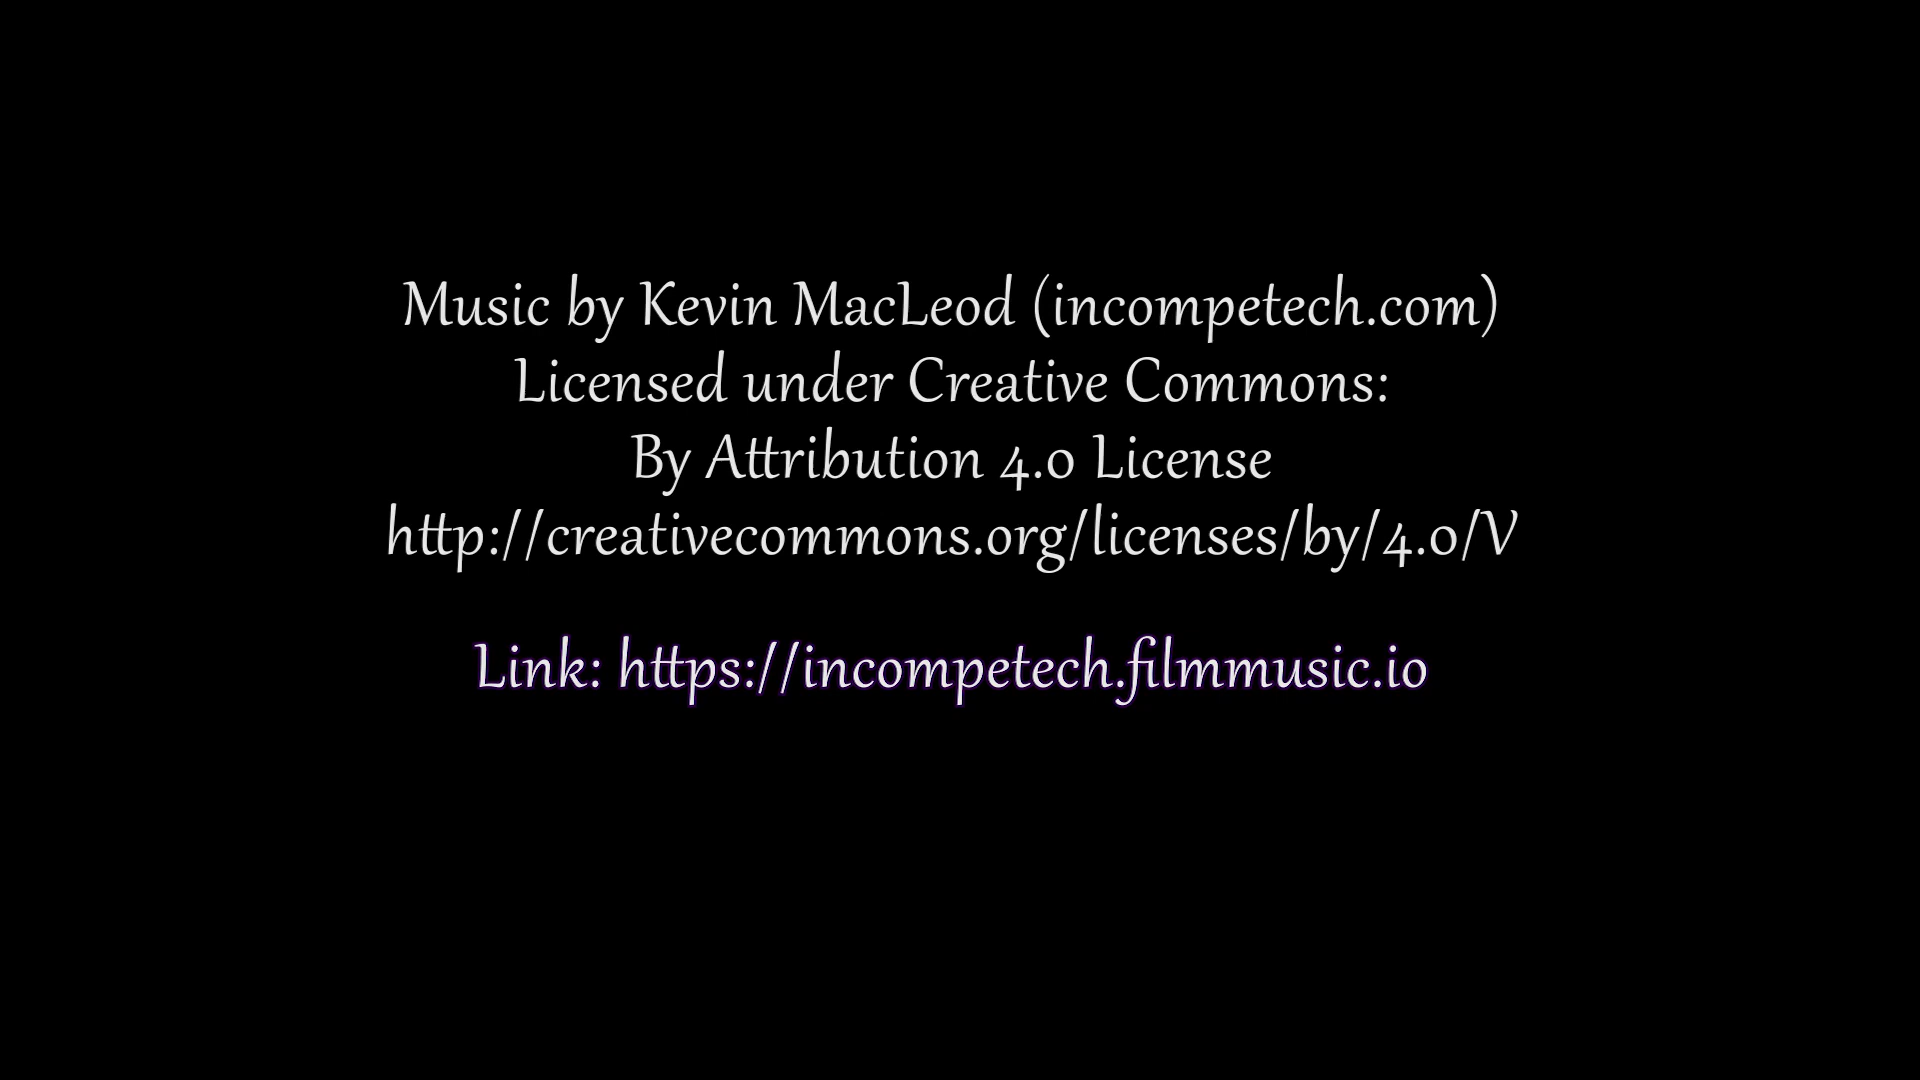 Music by Kevin MacLeod (incompetech.com)
Licensed under Creative Commons:
By Attribution 4.0 License
http://creativecommons.org/licenses/by/4.0/V
Link: https://incompetech.filmmusic.io